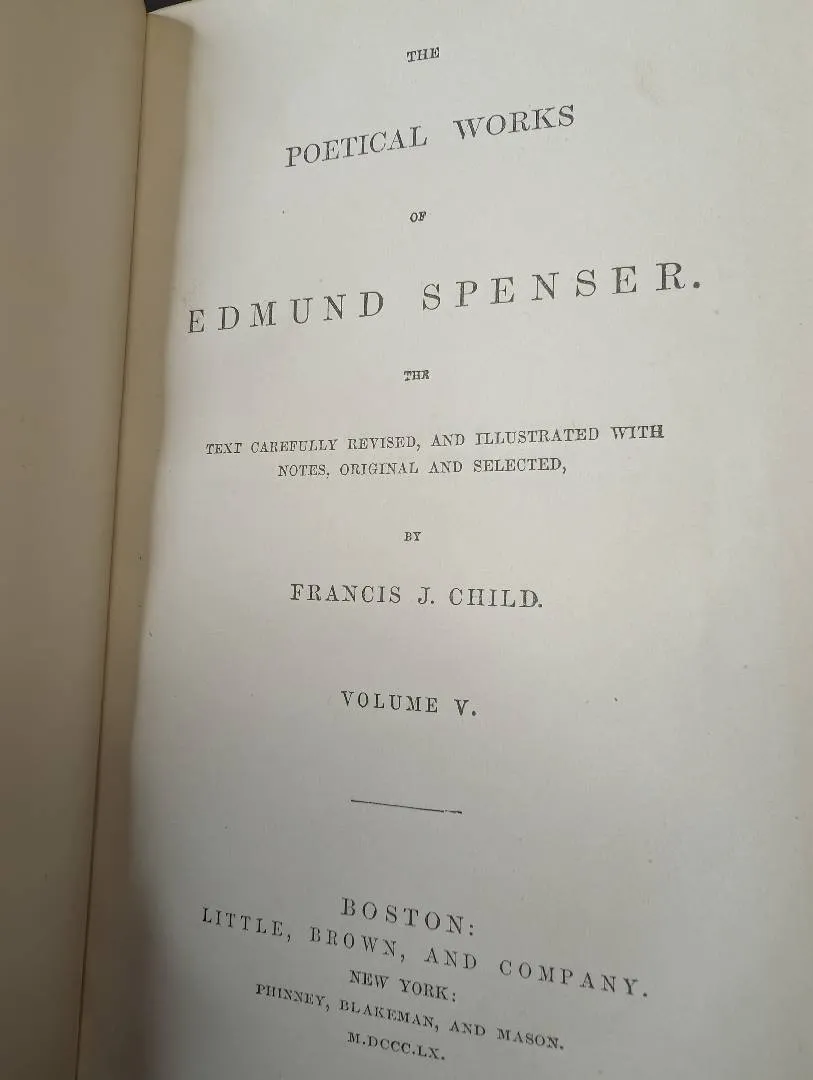 THE
POETICAL WORKS
OF
EDMUND SPENSER.
THE
TEXT CAREFULLY REVISED, AND ILLUSTRATED WITH
NOTES, ORIGINAL AND SELECTED,
BY
FRANCIS J. CHILD.
VOLUME V.
BOSTON:
LITTLE, BROWN, AND COMPANY.
NEW YORK:
PHINNEY, BLAKEMAN, AND MASON.
M.DCCC.LX.